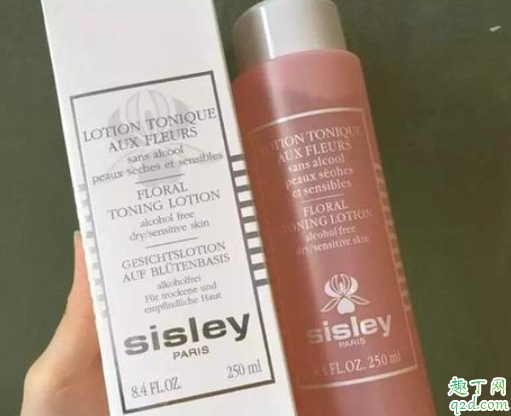 LOTION TONIQUE
AUX FLEURS
sans alcool
peaux sèches et sensibles
FLORAL
TONING LOTION
alcohol free
dry/sensitive skin
GESICHTSLOTION
AUF BLÜTENBASIS
alkoholfrei
Für trockene und
empfindliche Haut
sisley
PARIS
8.4 FL.OZ. 250 ml
LOTION TONIQUE
AUX FLEURS
sans alcool
peaux sèches
et sensibles
FLORAL
TONING LOTION
alcohol free
dry/sensitive skin
sisley
PARIS
8.4 FL.OZ. 250 ml
趣丁网
q2d.com